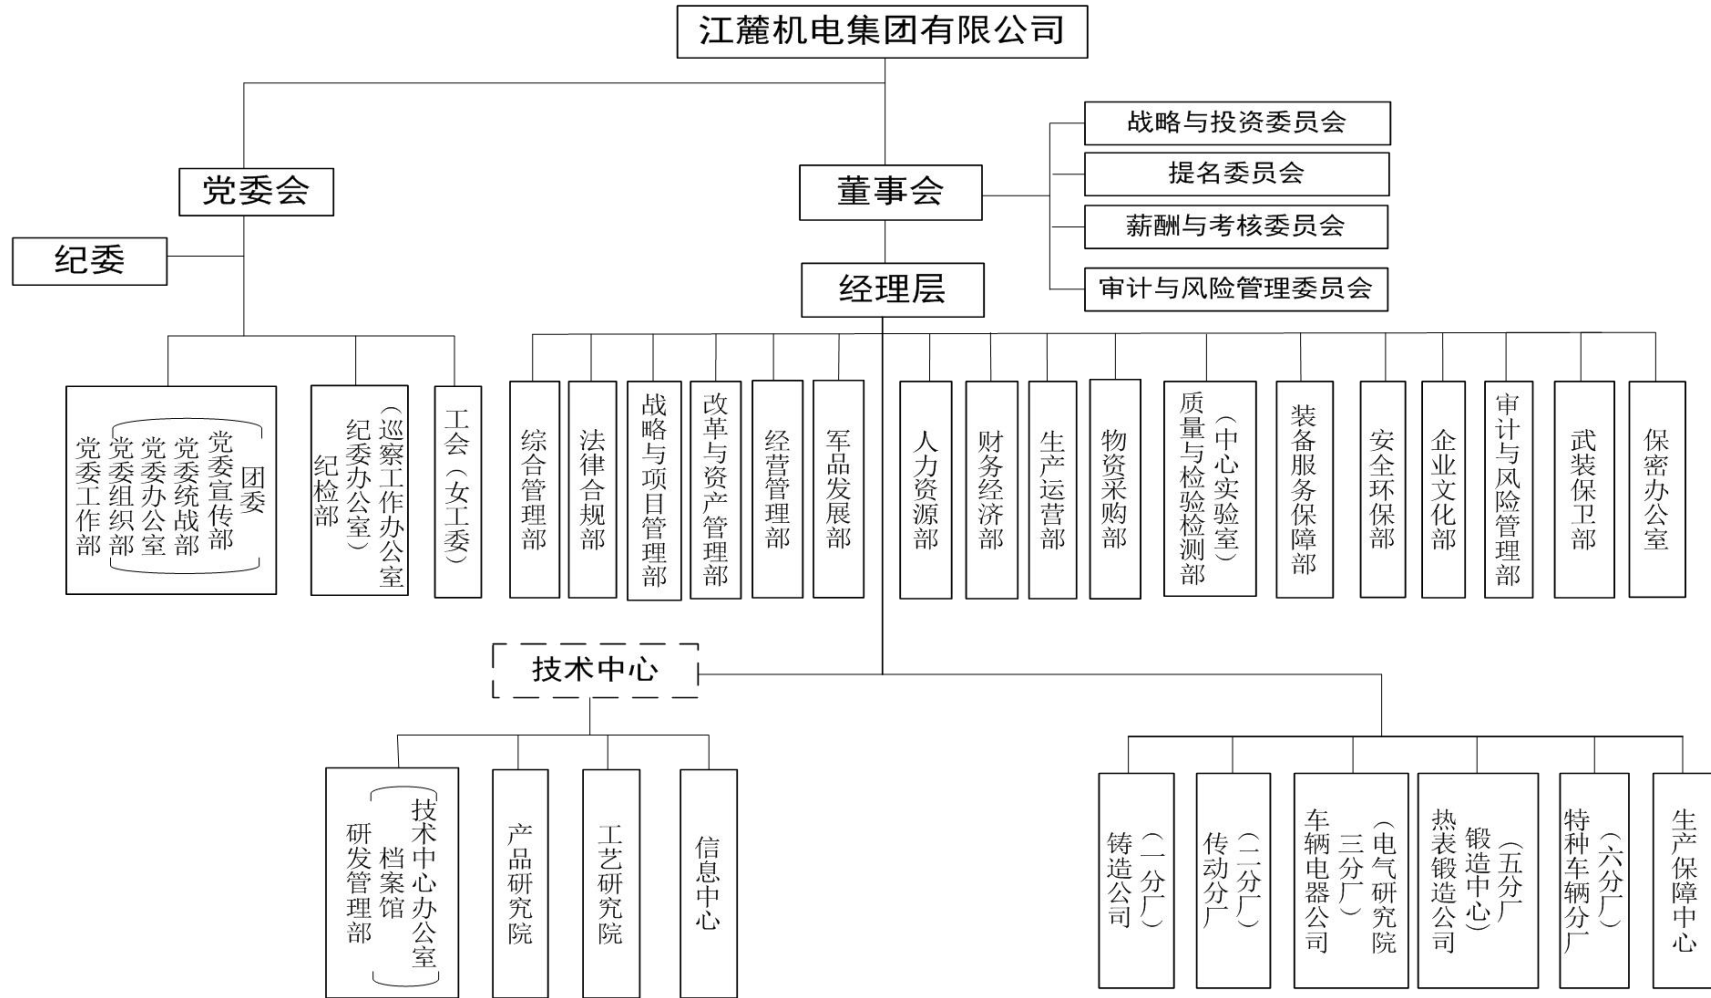 江麓机电集团有限公司
战略与投资委员会
提名委员会
薪酬与考核委员会
审计与风险管理委员会
党委会
董事会
纪委
经理层
党委工作部
党委组织部
党委办公室
党委统战部
党委宣传部
团委
纪检部
纪委办公室）
（巡察工作办公室
工会（女工委）
综合管理部
法律合规部
战略与项目管理部
改革与资产管理部
经营管理部
军品发展部
人力资源部
财务经济部
生产运营部
物资采购部
质量与检验检测部
（中心实验室）
装备服务保障部
安全环保部
企业文化部
审计与风险管理部
武装保卫部
保密办公室
技术中心
研发管理部
档案馆
技术中心办公室
产品研究院
工艺研究院
信息中心
铸造公司
（一分厂）
传动分厂
（二分厂）
车辆电器公司
三分厂）
（电气研究院
热表锻造公司
锻造中心）
（五分厂
特种车辆分厂
（六分厂）
生产保障中心